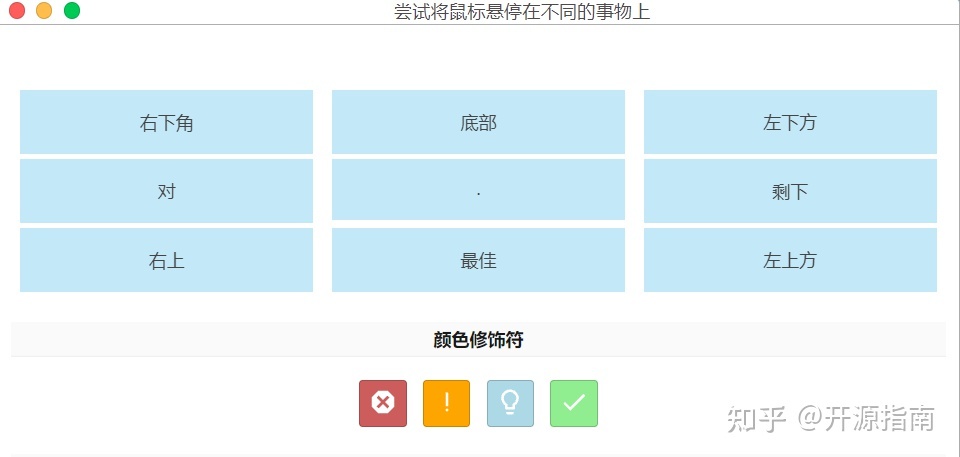 尝试将鼠标悬停在不同的事物上
右下角 底部 左下方
对 . 剩下
右上 最佳 左上方
颜色修饰符
知乎 @开源指南